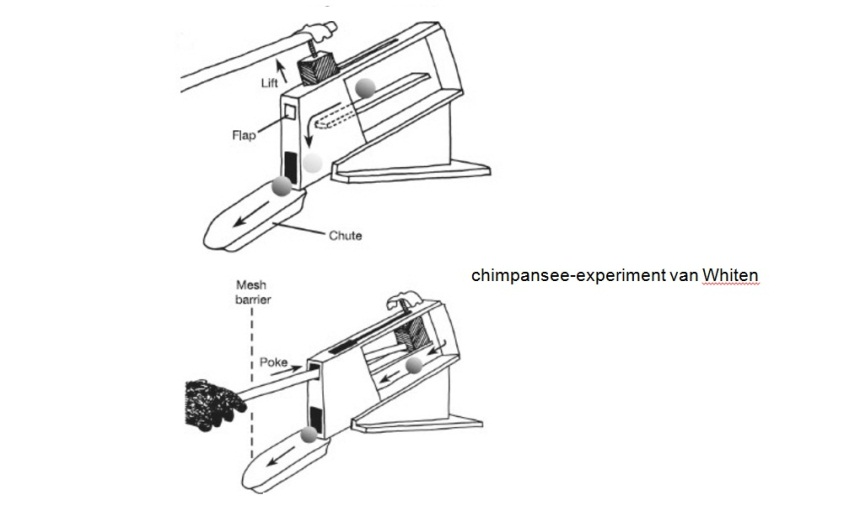 Lift
Flap
Chute
chimpansee-experiment van Whiten
Mesh
barrier
Poke